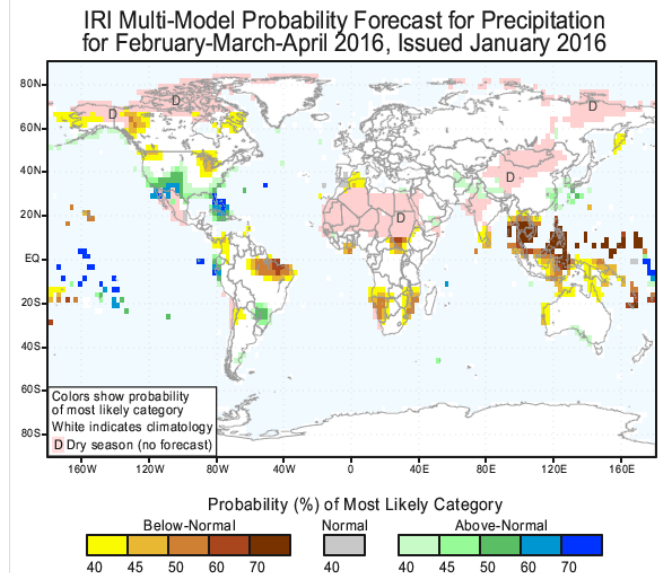 IRI Multi-Model Probability Forecast for Precipitation
for February-March-April 2016, Issued January 2016
80N
60N
40N
20N
EQ
20S
40S
60S
80S
D
D
D
D
D
Colors show probability
of most likely category
White indicates climatology
D Dry season (no forecast)
160W 120W 80W 40W 0 40E 80E 120E 160E
Probability (%) of Most Likely Category
Below-Normal Normal Above-Normal
40 45 50 60 70 40 40 45 50 60 70